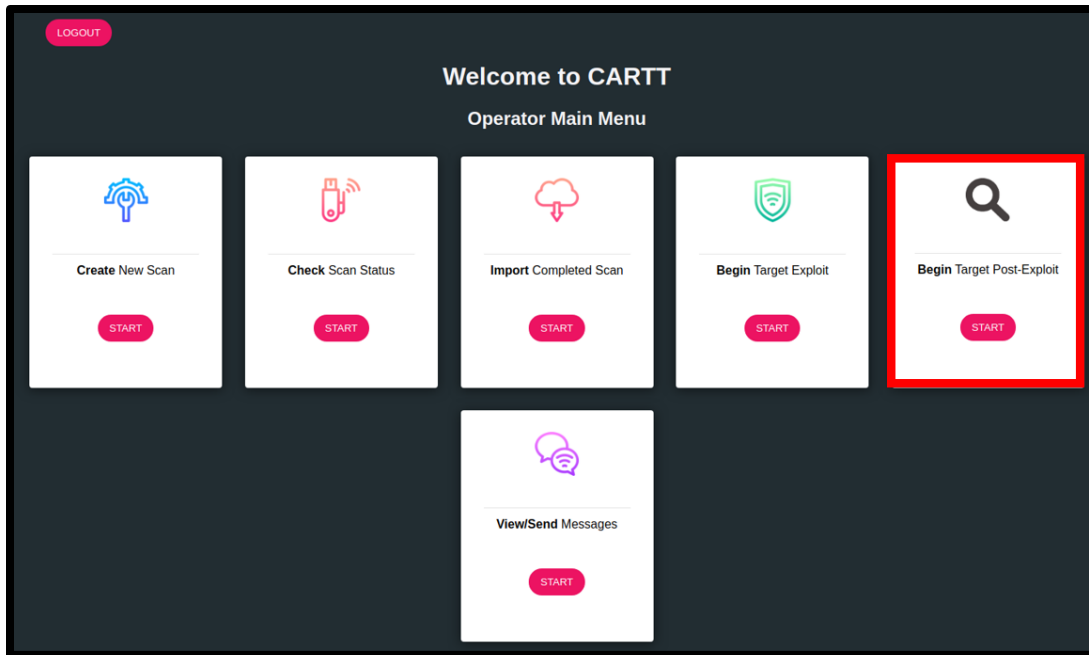 LOGOUT
Welcome to CARTT
Operator Main Menu
Create New Scan
START
Check Scan Status
START
Import Completed Scan
START
Begin Target Exploit
START
Begin Target Post-Exploit
START
View/Send Messages
START